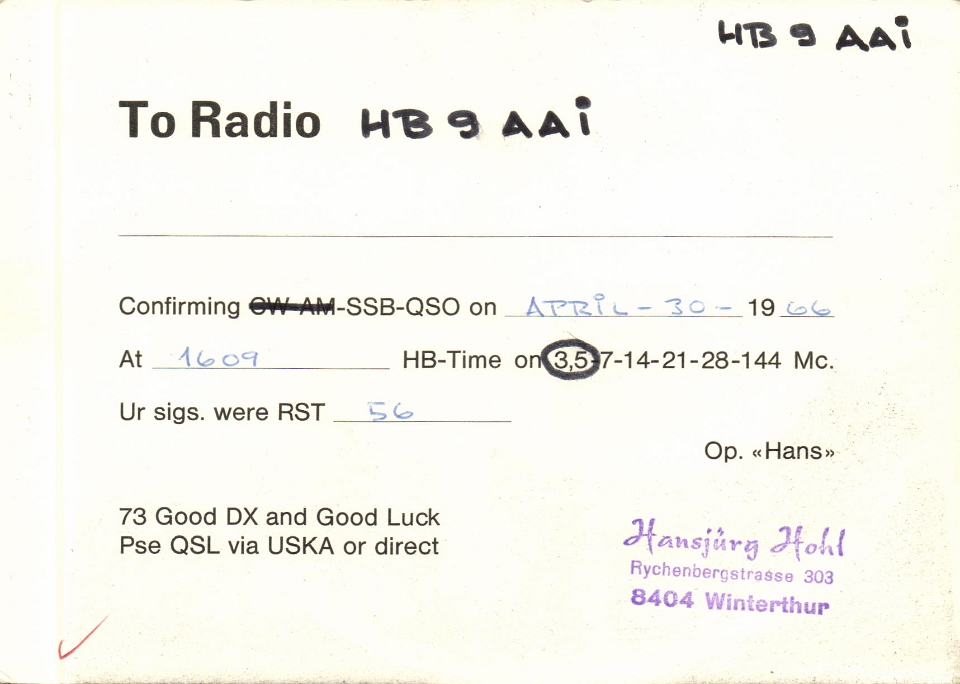 HB 9 AAi
To Radio HB 9 AAi
Confirming CW-AM-SSB-QSO on APRiL - 30 - 19 66
At 1609 HB-Time on 3,5-7-14-21-28-144 Mc.
Ur sigs. were RST 56
Op. «Hans»
73 Good DX and Good Luck
Pse QSL via USKA or direct
Hansjürg Hohl
Rychenbergstrasse 303
8404 Winterthur